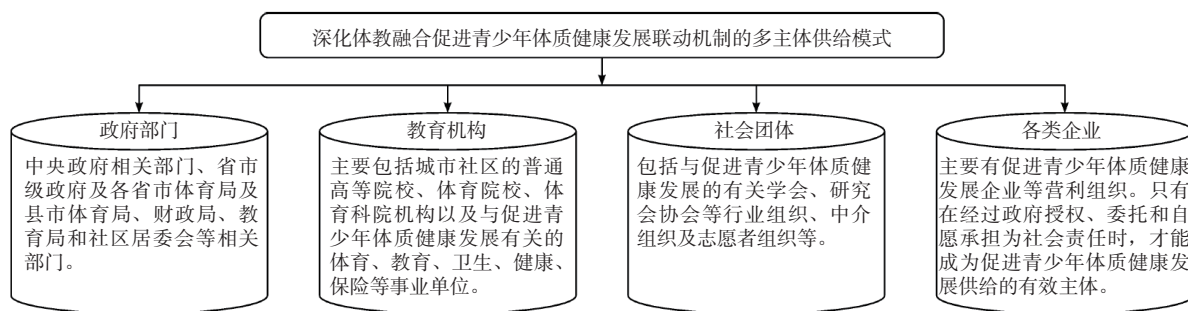 深化体教融合促进青少年体质健康发展联动机制的多主体供给模式
政府部门
中央政府相关部门、省市
级政府及各省市体育局及
县市体育局、财政局、教
育局和社区居委会等相关
部门。
教育机构
主要包括城市社区的普通
高等院校、体育院校、体
育科院机构以及与促进青
少年体质健康发展有关的
体育、教育、卫生、健康、
保险等事业单位。
社会团体
包括与促进青少年体质健
康发展的有关学会、研究
会协会等行业组织、中介
组织及志愿者组织等。
各类企业
主要有促进青少年体质健康
发展企业等营利组织。只有
在经过政府授权、委托和自
愿承担为社会责任时，才能
成为促进青少年体质健康发
展供给的有效主体。